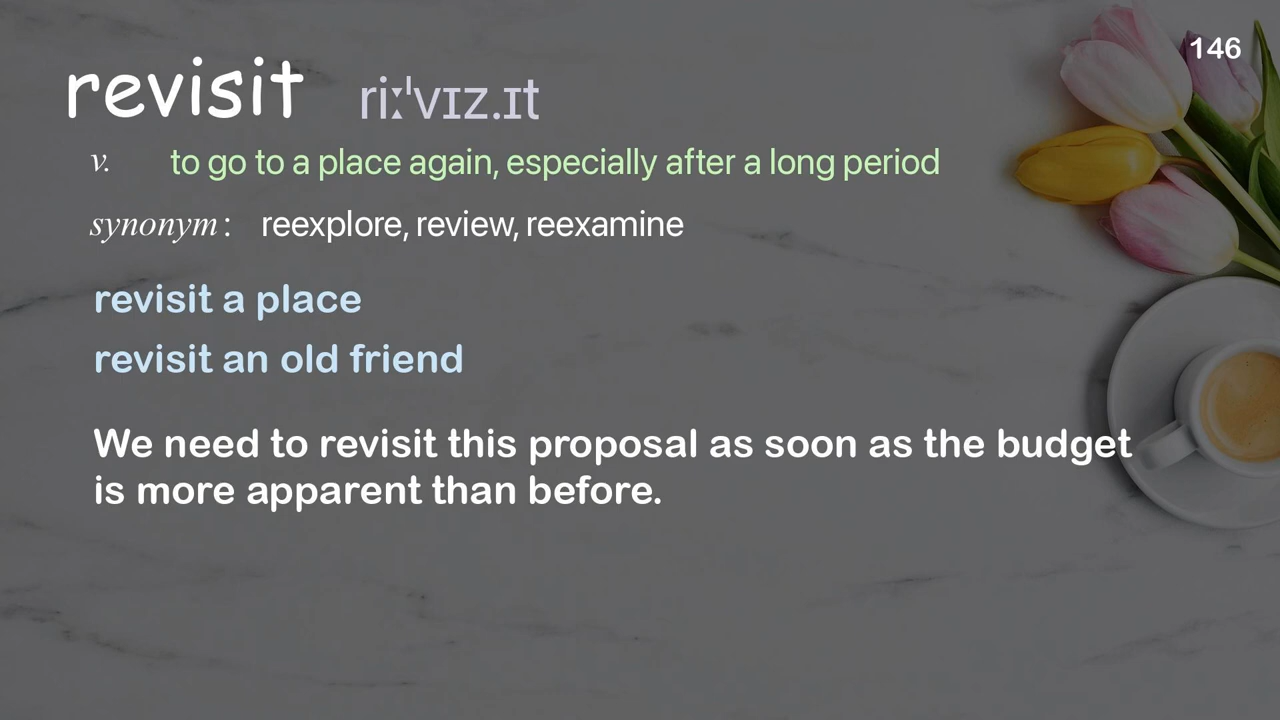 146
revisit riːˈvɪz.ɪt
v. to go to a place again, especially after a long period
synonym: reexplore, review, reexamine
revisit a place
revisit an old friend
We need to revisit this proposal as soon as the budget
is more apparent than before.